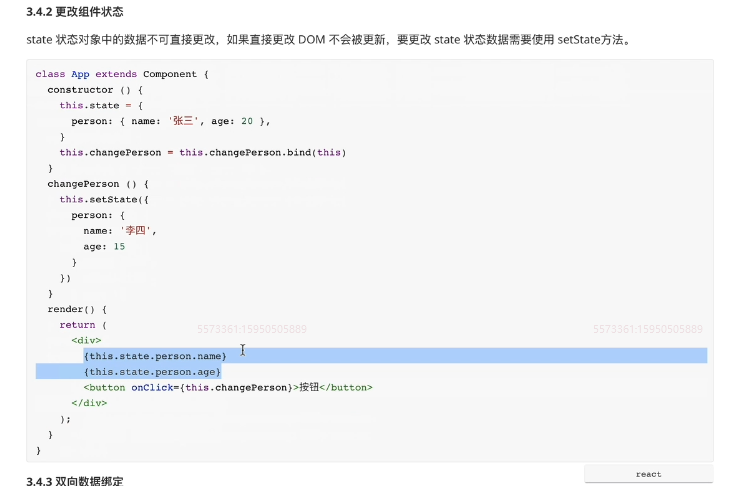 3.4.2 更改组件状态
state 状态对象中的数据不可直接更改，如果直接更改 DOM 不会被更新，要更改 state 状态数据需要使用 setState方法。
class App extends Component {
  constructor () {
    this.state = {
      person: { name: '张三', age: 20 },
    }
    this.changePerson = this.changePerson.bind(this)
  }
  changePerson () {
    this.setState({
      person: {
        name: '李四',
        age: 15
      }
    })
  }
  render() {
    return (
5573361:15950505889
5573361:15950505889
      <div>
        {this.state.person.name}
        {this.state.person.age}
        <button onClick={this.changePerson}>按钮</button>
      </div>
    );
  }
}
react
3.4.3 双向数据绑定